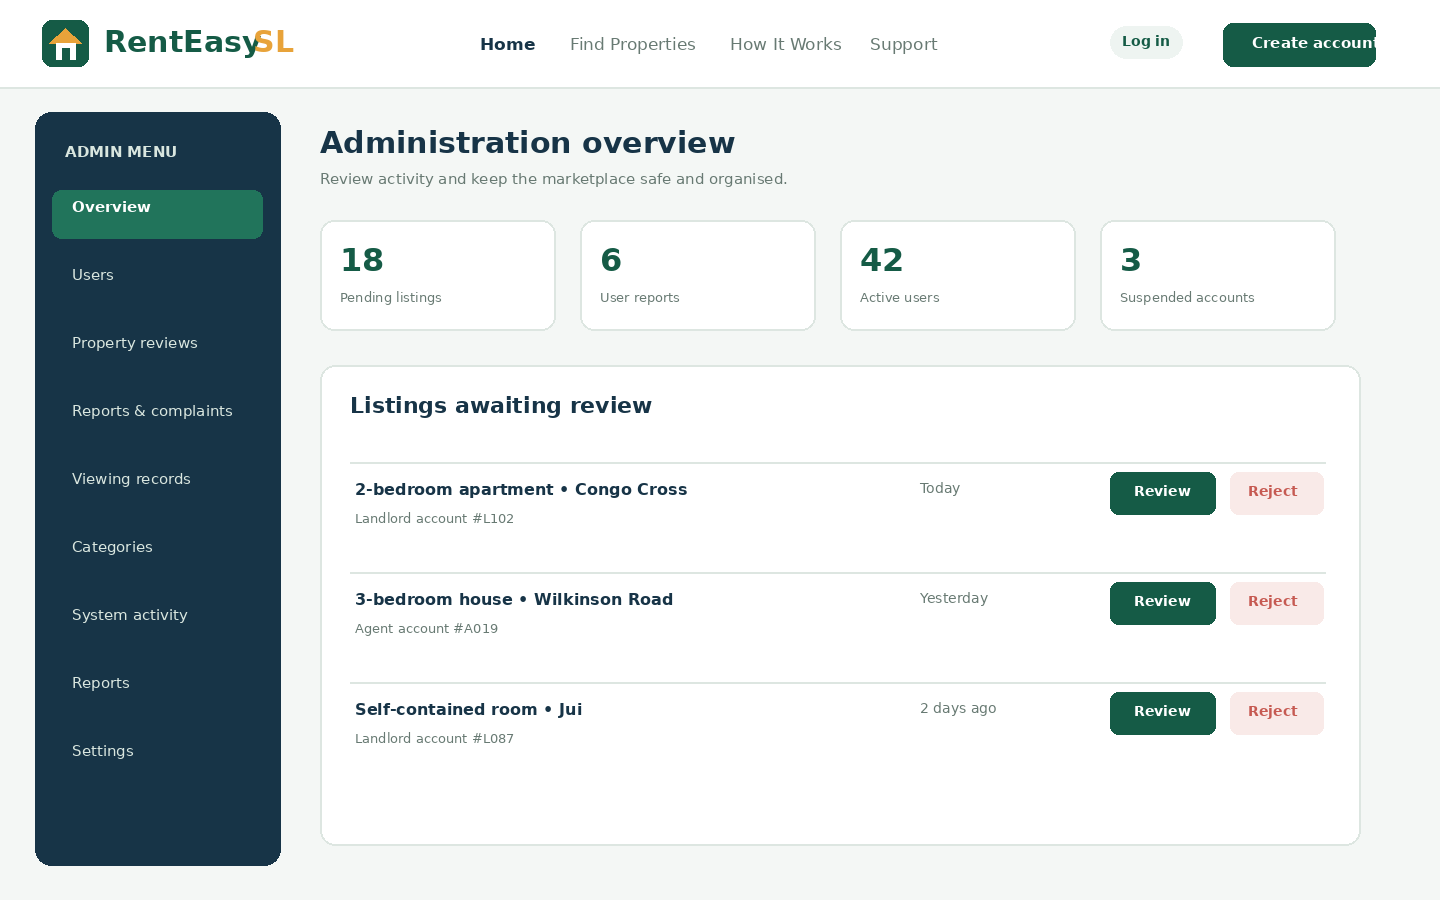 RentEasySL
Home
Find Properties
How It Works
Support
Log in
Create account
ADMIN MENU
Overview
Users
Property reviews
Reports & complaints
Viewing records
Categories
System activity
Reports
Settings
Administration overview
Review activity and keep the marketplace safe and organised.
18
Pending listings
6
User reports
42
Active users
3
Suspended accounts
Listings awaiting review
2-bedroom apartment • Congo Cross
Today
Review
Reject
Landlord account #L102
3-bedroom house • Wilkinson Road
Yesterday
Review
Reject
Agent account #A019
Self-contained room • Jui
2 days ago
Review
Reject
Landlord account #L087